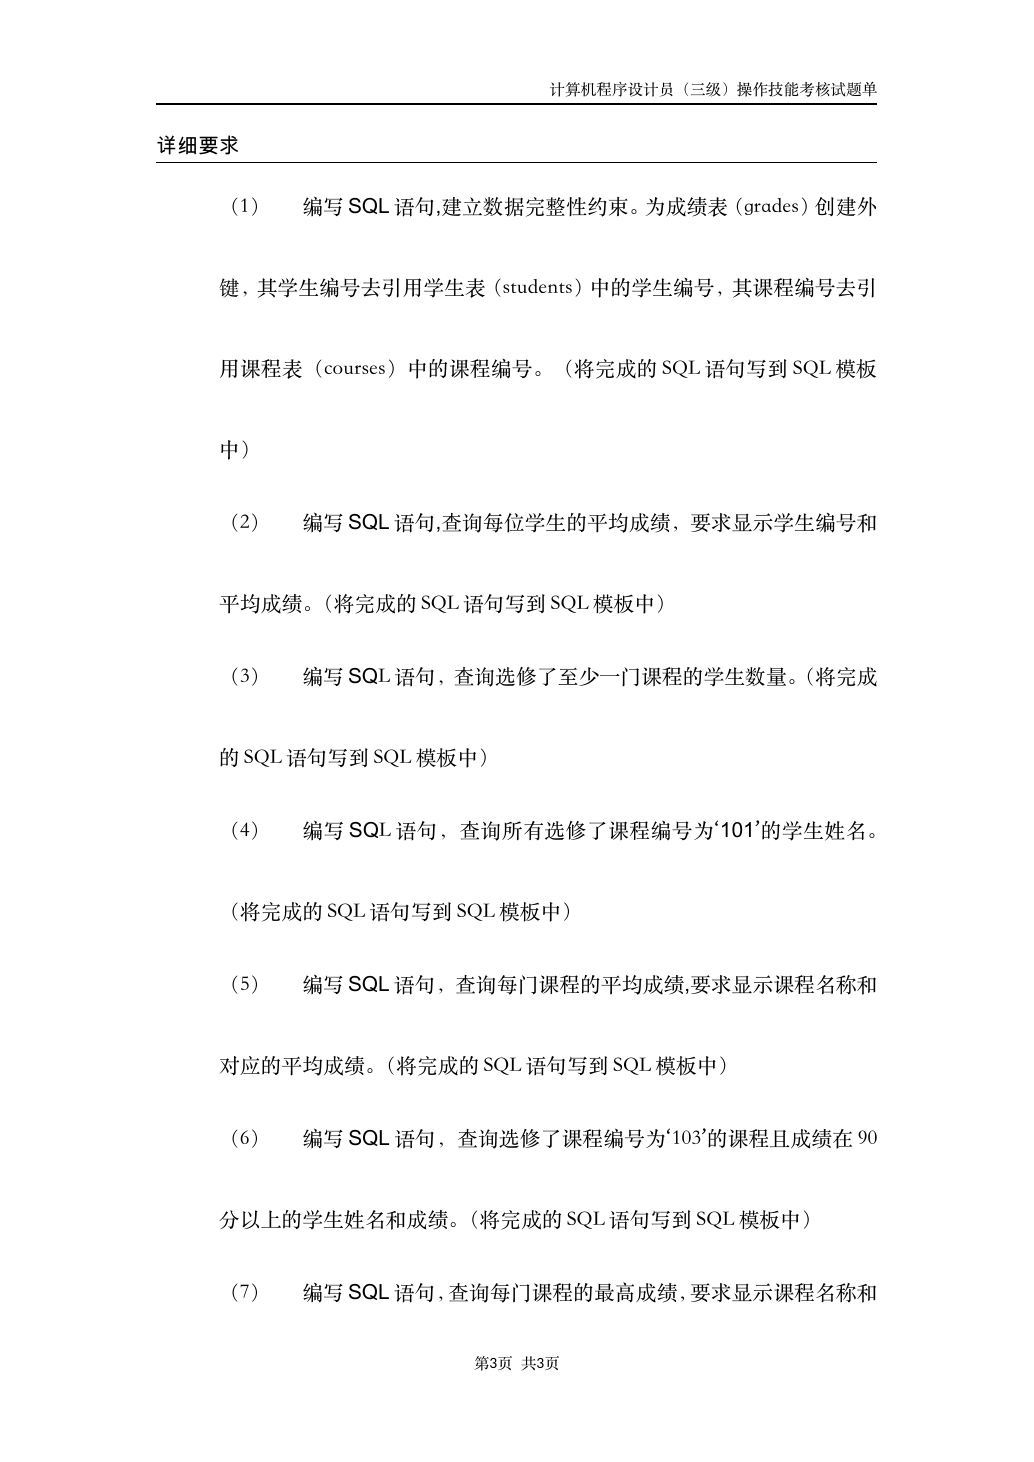 计算机程序设计员（三级）操作技能考核试题单
详细要求
（1） 编写 SQL 语句,建立数据完整性约束。为成绩表（grades）创建外
键，其学生编号去引用学生表（students）中的学生编号，其课程编号去引
用课程表（courses）中的课程编号。（将完成的 SQL 语句写到 SQL 模板
中）
（2） 编写 SQL 语句,查询每位学生的平均成绩，要求显示学生编号和
平均成绩。（将完成的 SQL 语句写到 SQL 模板中）
（3） 编写 SQL 语句，查询选修了至少一门课程的学生数量。（将完成
的 SQL 语句写到 SQL 模板中）
（4） 编写 SQL 语句，查询所有选修了课程编号为‘101’的学生姓名。
（将完成的 SQL 语句写到 SQL 模板中）
（5） 编写 SQL 语句，查询每门课程的平均成绩,要求显示课程名称和
对应的平均成绩。（将完成的 SQL 语句写到 SQL 模板中）
（6） 编写 SQL 语句，查询选修了课程编号为‘103’的课程且成绩在 90
分以上的学生姓名和成绩。（将完成的 SQL 语句写到 SQL 模板中）
（7） 编写 SQL 语句，查询每门课程的最高成绩，要求显示课程名称和
第3页 共3页